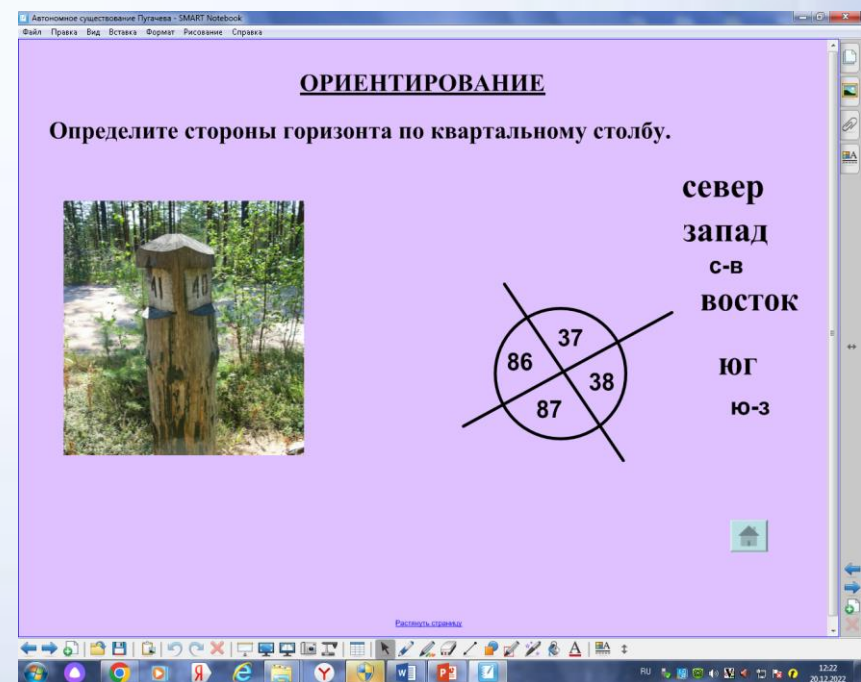 Автономное существование Пугачева - SMART Notebook
Файл Правка Вид Вставка Формат Рисование Справка
ОРИЕНТИРОВАНИЕ
Определите стороны горизонта по квартальному столбу.
север
запад
с-в
восток
юг
ю-з
41 40
37
86
38
87
Растянуть страницу
RU
12:22
20.12.2022